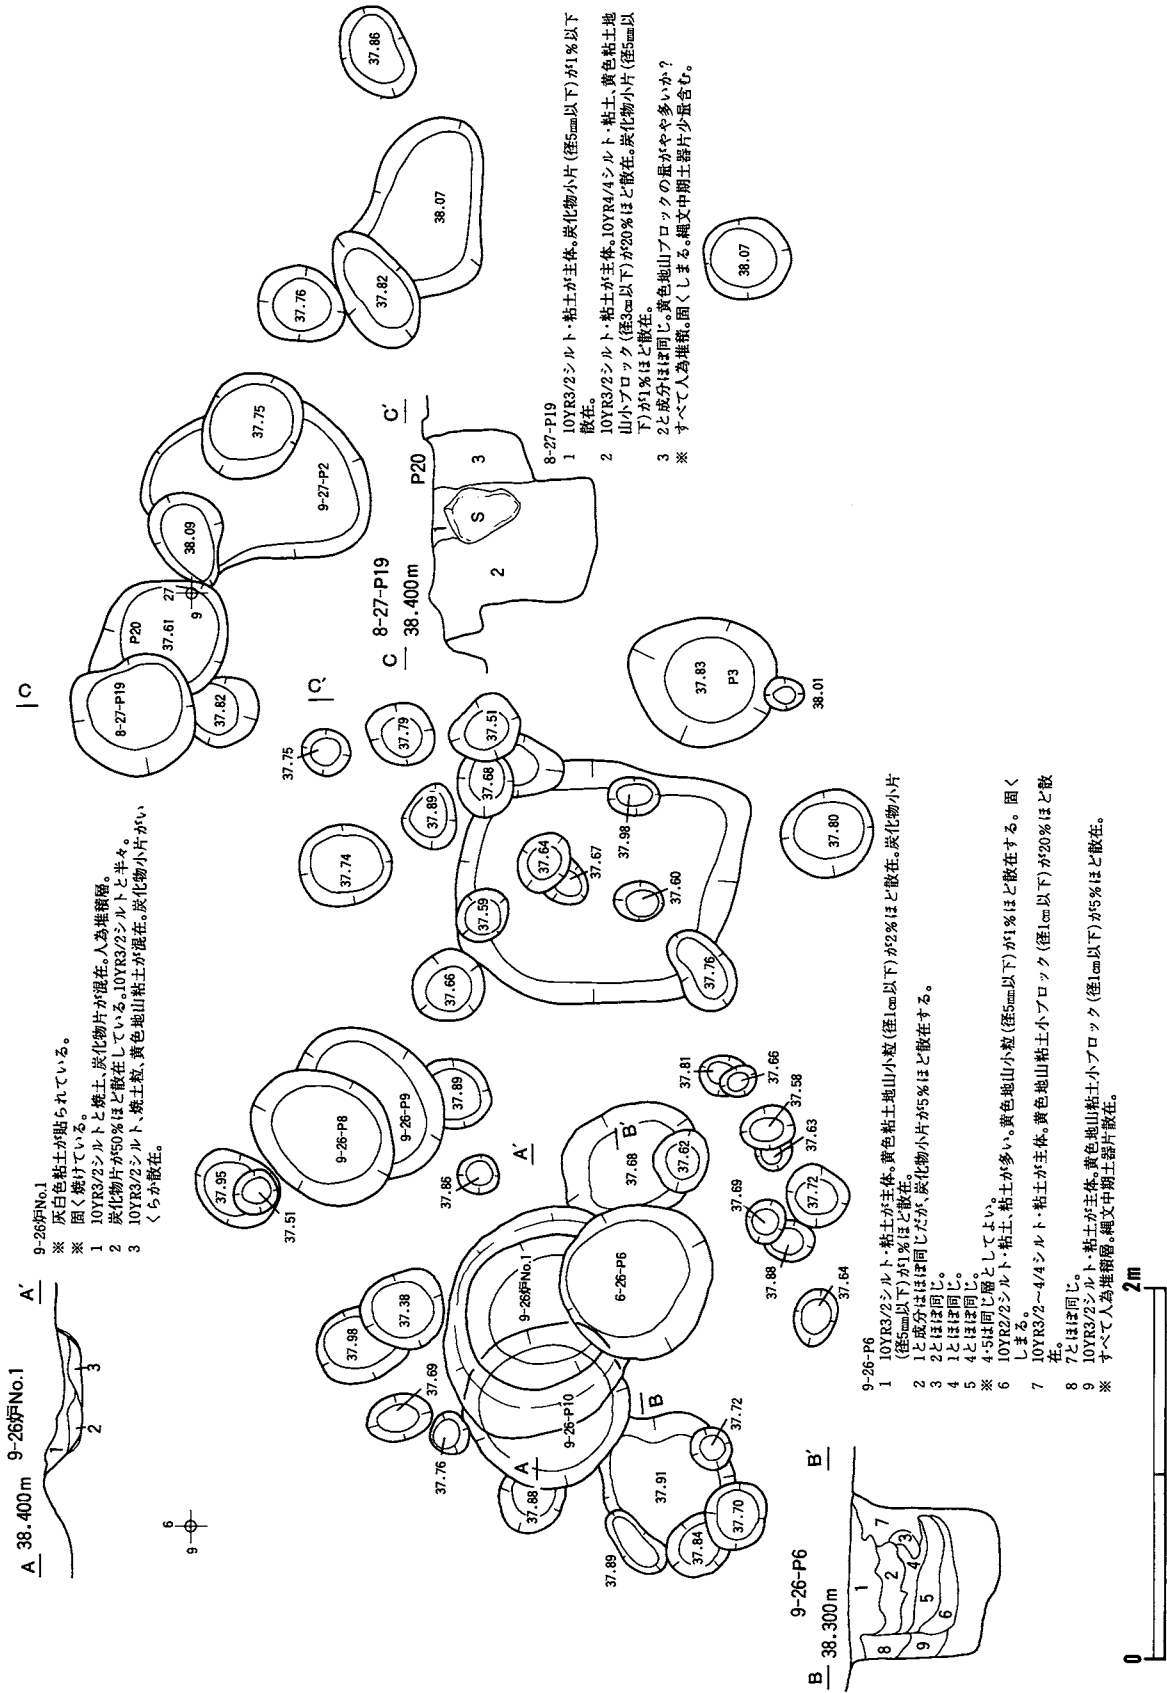 A 38.400m 9-26炉No.1 A'
1
2
3
9-26炉No.1
※ 灰白色粘土が貼られている。
※ 固く焼けている。
1 10YR3/2シルトと焼土、炭化物片が混在。人為堆積層。
2 炭化物片が50%ほど散在している。10YR3/2シルトと半々。
3 10YR3/2シルト、焼土粒、黄色地山粘土が混在。炭化物小片がい
くらか散在。
C
C'
6
9
27
9
8-27-P19
P20
37.61
37.82
38.09
37.75
9-27-P2
37.76
37.82
38.07
37.86
38.07
37.95
37.51
9-26-P8
9-26-P9
37.89
37.86
37.74
37.75
37.79
37.89
37.66
37.59
37.68
37.51
37.64
37.67
37.98
37.60
37.76
37.83
P3
38.01
37.80
37.98
37.38
37.69
37.76
37.88
A
A'
9-26炉No.1
9-26-P10
6-26-P6
37.68
B'
37.62
B
37.91
37.72
37.89
37.84
37.70
37.81
37.66
37.58
37.63
37.69
37.72
37.88
37.64
C 8-27-P19 P20 C'
38.400m
1
2
3
S
8-27-P19
1 10YR3/2シルト・粘土が主体。炭化物小片(径5㎜以下)が1%以下
散在。
2 10YR3/2シルト・粘土が主体。10YR4/4シルト・粘土、黄色粘土地
山小ブロック(径3㎝以下)が20%ほど散在。炭化物小片(径5㎜以
下)が1%ほど散在。
3 2と成分ほぼ同じ。黄色地山ブロックの量がやや多いか?
※ すべて人為堆積。固くしまる。縄文中期土器片少量含む。
9-26-P6
B 38.300m B'
1
2
3
4
5
6
7
8
9
9-26-P6
1 10YR3/2シルト・粘土が主体。黄色粘土地山小粒(径1㎝以下)が2%ほど散在。炭化物小片
(径5㎜以下)が1%ほど散在。
2 1と成分はほぼ同じだが、炭化物小片が5%ほど散在する。
3 2とほぼ同じ。
4 1とほぼ同じ。
5 4とほぼ同じ。
※ 4・5は同じ層としてよい。
6 10YR2/2シルト・粘土、粘土が多い。黄色地山小粒(径5㎜以下)が1%ほど散在する。固く
しまる。
7 10YR3/2〜4/4シルト・粘土が主体。黄色地山粘土小ブロック(径1㎝以下)が20%ほど散
在。
8 7とほぼ同じ。
9 10YR3/2シルト・粘土が主体。黄色地山粘土小ブロック(径1㎝以下)が5%ほど散在。
※ すべて人為堆積層。縄文中期土器片散在。
0 2m